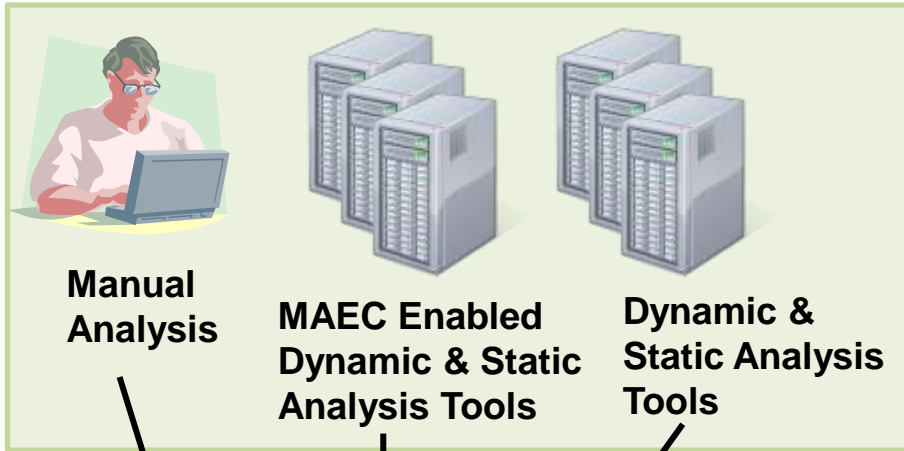 Manual
Analysis
MAEC Enabled
Dynamic & Static
Analysis Tools
Dynamic &
Static Analysis
Tools